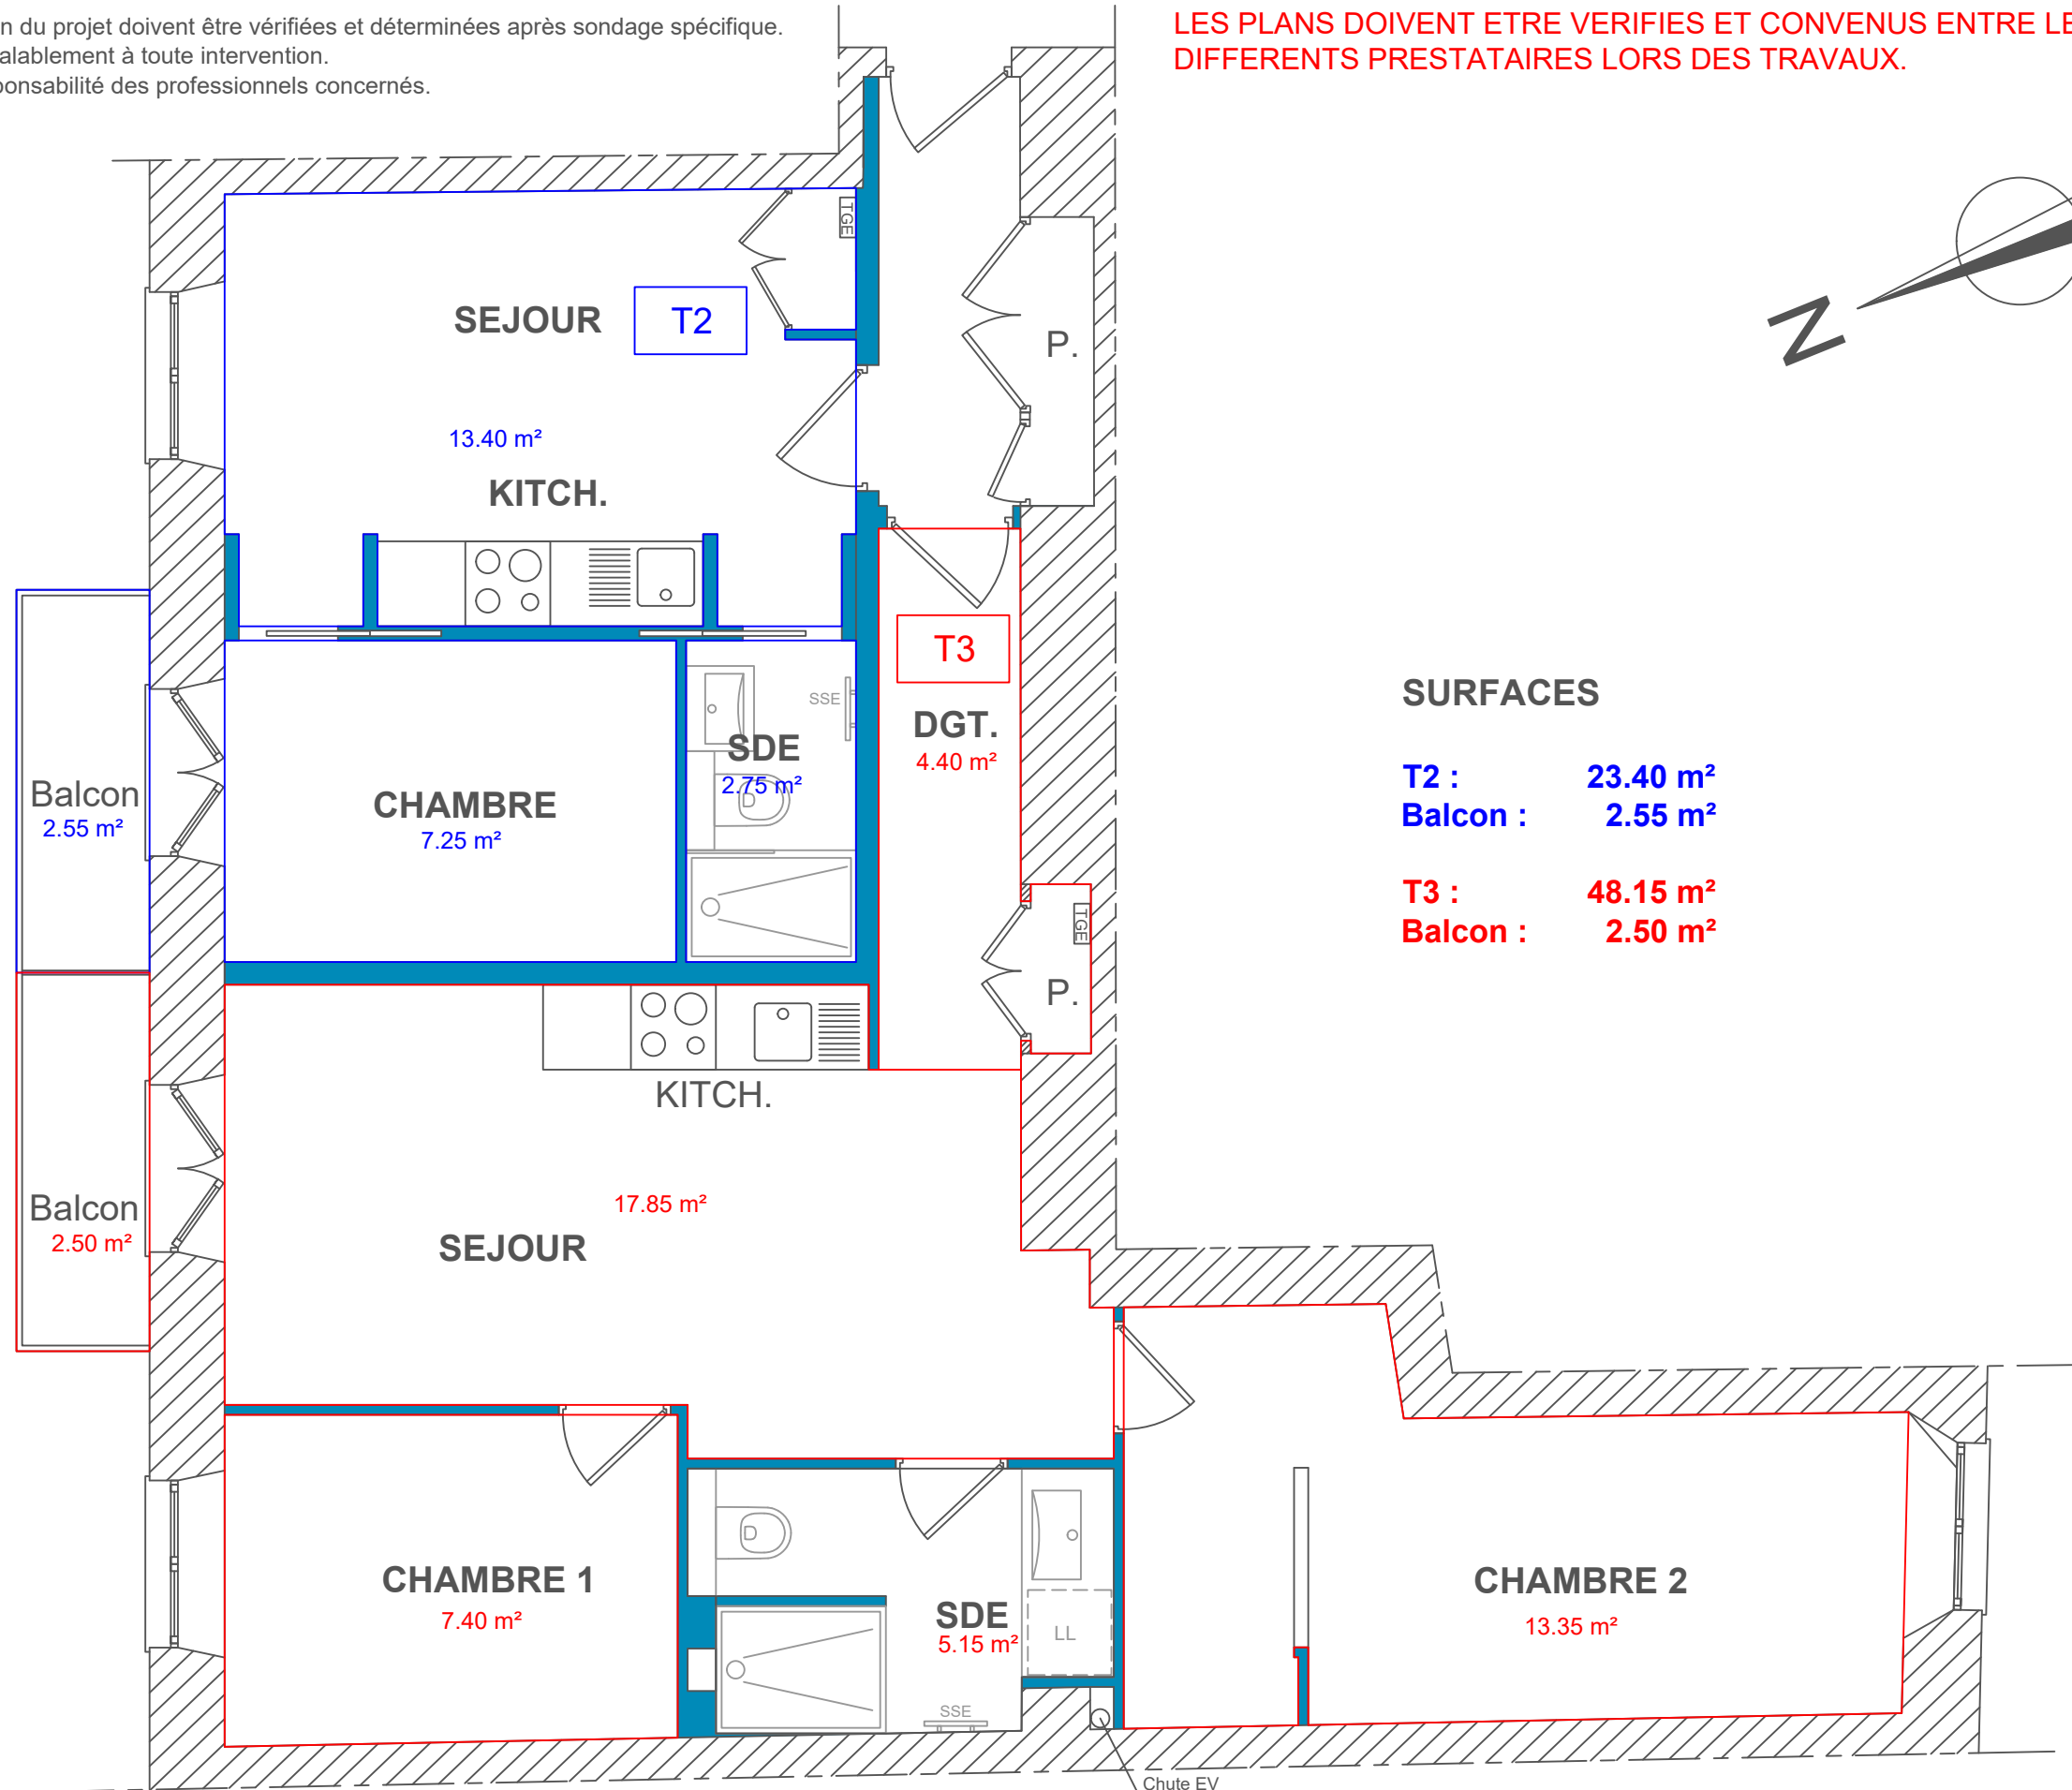 n du projet doivent être vérifiées et déterminées après sondage spécifique.
alablement à toute intervention.
ponsabilité des professionnels concernés.
LES PLANS DOIVENT ETRE VERIFIES ET CONVENUS ENTRE LE
DIFFERENTS PRESTATAIRES LORS DES TRAVAUX.
N
TGE
SEJOUR
T2
P.
13.40 m²
KITCH.
T3
SSE
SDE
2.75 m²
DGT.
4.40 m²
Balcon
2.55 m²
CHAMBRE
7.25 m²
SURFACES
T2 : 23.40 m²
Balcon : 2.55 m²
T3 : 48.15 m²
Balcon : 2.50 m²
TGE
P.
KITCH.
17.85 m²
Balcon
2.50 m²
SEJOUR
CHAMBRE 1
7.40 m²
SDE
5.15 m²
LL
SSE
CHAMBRE 2
13.35 m²
Chute EV